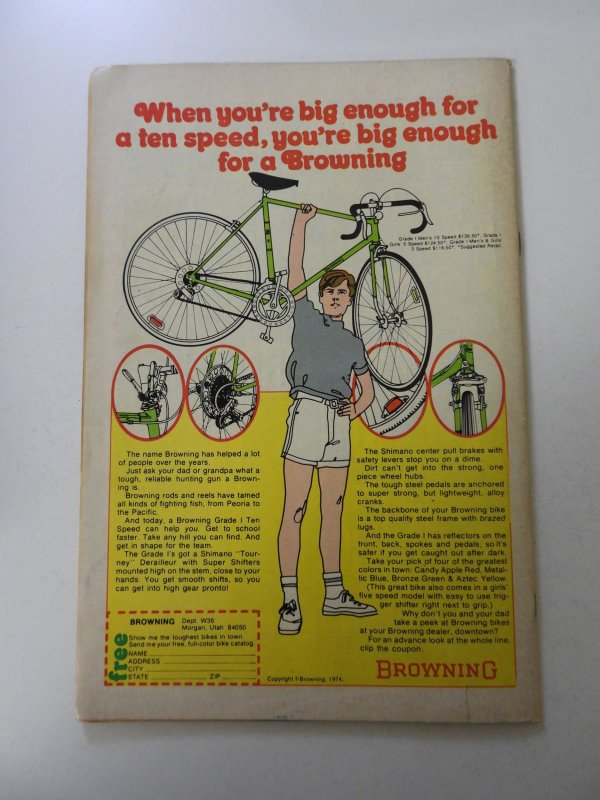 When you're big enough for
a ten speed, you're big enough
for a Browning
Grade I Men's 10 Speed $136.50*. Grade I
Girls' 5 Speed $124.50*. Grade I Men's & Girls'
3 Speed $116.50*. *Suggested Retail.
The name Browning has helped a lot
of people over the years.
Just ask your dad or grandpa what a
tough, reliable hunting gun a Brown-
ing is.
Browning rods and reels have tamed
all kinds of fighting fish, from Peoria to
the Pacific.
And today, a Browning Grade I Ten
Speed can help you. Get to school
faster. Take any hill you can find. And
get in shape for the team.
The Grade I's got a Shimano "Tour-
ney" Derailleur with Super Shifters
mounted high on the stem, close to your
hands. You get smooth shifts, so you
can get into high gear pronto!
The Shimano center pull brakes with
safety levers stop you on a dime.
Dirt can't get into the strong, one
piece wheel hubs.
The tough steel pedals are anchored
to super strong, but lightweight, alloy
cranks.
The backbone of your Browning bike
is a top quality steel frame with brazed
lugs.
And the Grade I has reflectors on the
front, back, spokes and pedals, so it's
safer if you get caught out after dark.
Take your pick of four of the greatest
colors in town: Candy Apple Red, Metal-
lic Blue, Bronze Green & Aztec Yellow.
(This great bike also comes in a girls'
five speed model with easy to use trig-
ger shifter right next to grip.)
Why don't you and your dad
take a peek at Browning bikes
at your Browning dealer, downtown?
For an advance look at the whole line,
clip the coupon.
BROWNING
BROWNING Dept W36
Morgan, Utah 84050
free
Show me the toughest bikes in town.
Send me your free, full-color bike catalog.
NAME
ADDRESS
CITY
STATE ZIP
Copyright © Browning, 1974.